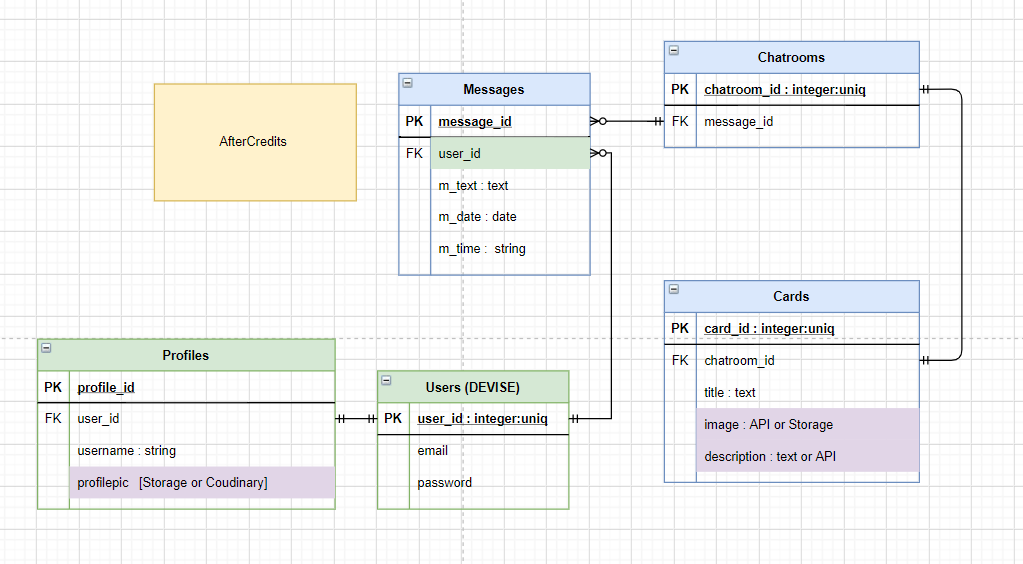 AfterCredits
Messages
PK message_id
FK user_id
m_text : text
m_date : date
m_time : string
Chatrooms
PK chatroom_id : integer:uniq
FK message_id
Cards
PK card_id : integer:uniq
FK chatroom_id
title : text
image : API or Storage
description : text or API
Profiles
PK profile_id
FK user_id
username : string
profilepic [Storage or Coudinary]
Users (DEVISE)
PK user_id : integer:uniq
email
password